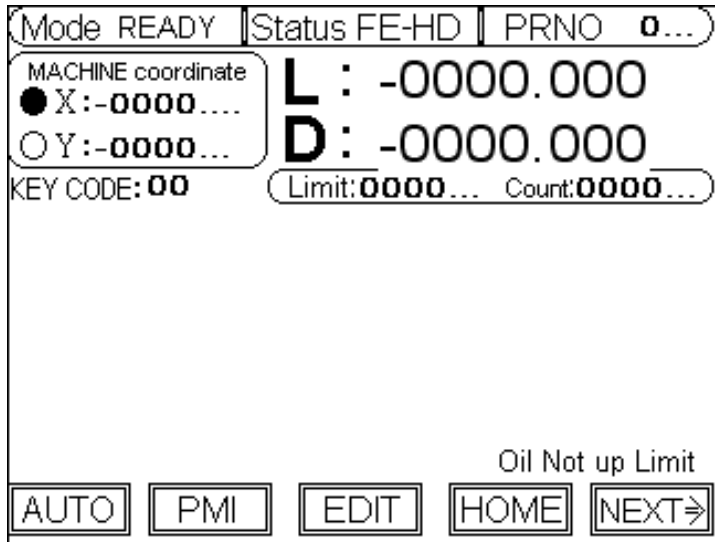 Mode READY Status FE-HD PRNO 0...
MACHINE coordinate
X:-0000....
Y:-0000...
L: -0000.000
D: -0000.000
KEY CODE:00 Limit:0000... Count:0000...
Oil Not up Limit
AUTO PMI EDIT HOME NEXT⇒